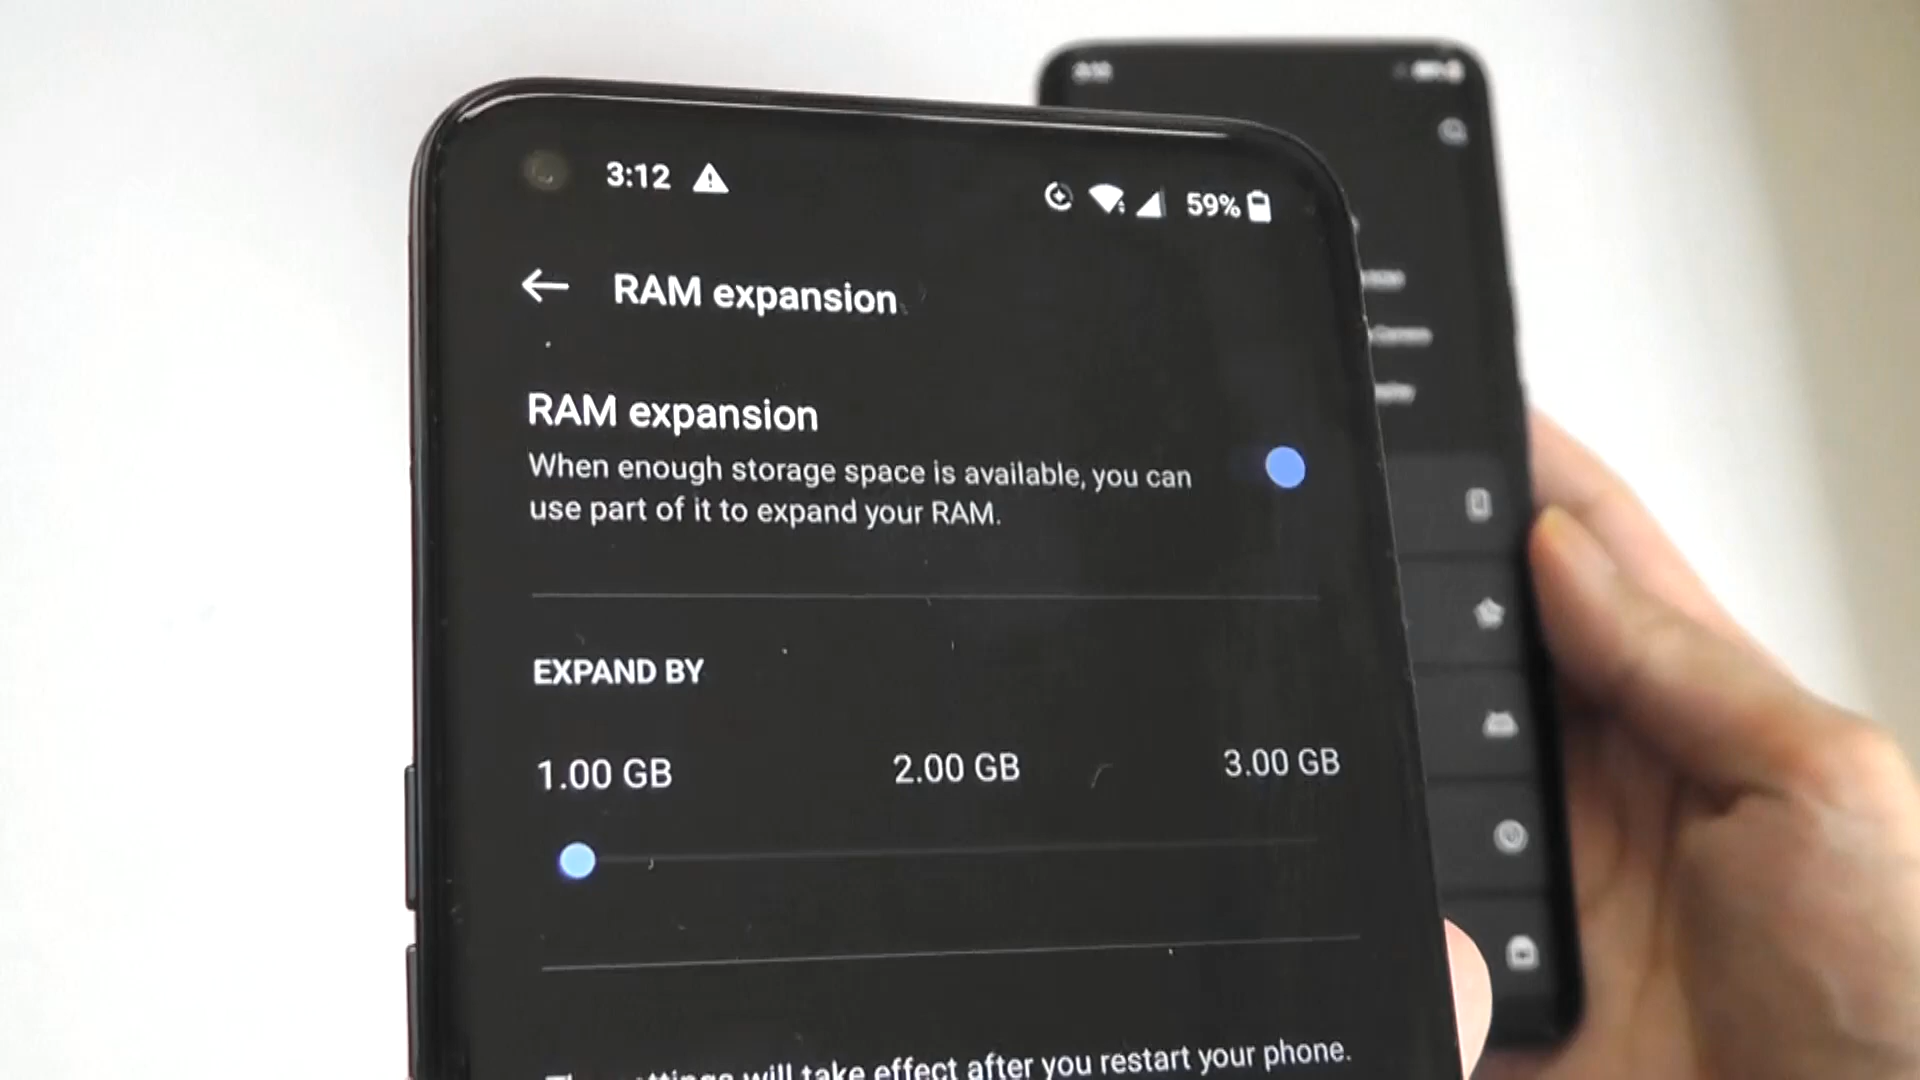 3:12
59%
RAM expansion
RAM expansion
When enough storage space is available, you can
use part of it to expand your RAM.
EXPAND BY
1.00 GB 2.00 GB 3.00 GB
will take effect after you restart your phone.